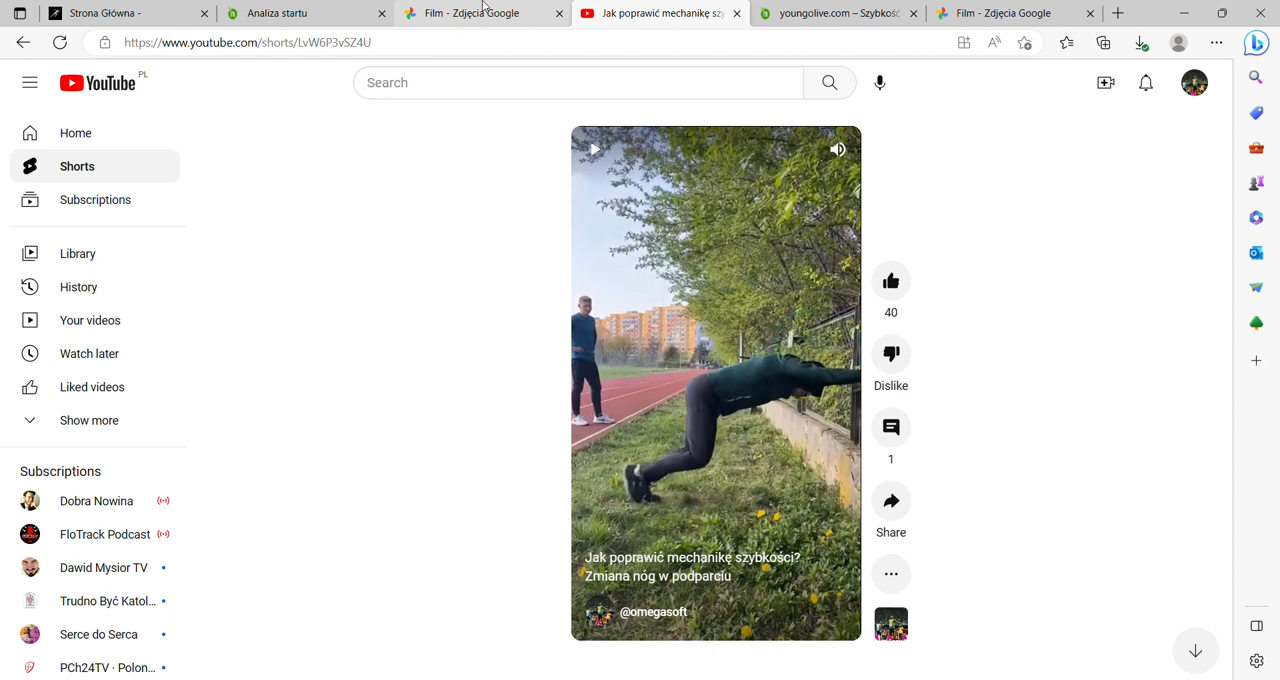 Strona Główna -
Analiza startu
Film - Zdjęcia Google
Jak poprawić mechanikę szy
youngolive.com – Szybkość
Film - Zdjęcia Google
https://www.youtube.com/shorts/LvW6P3vSZ4U
YouTube PL
Search
Home
Shorts
Subscriptions
Library
History
Your videos
Watch later
Liked videos
Show more
Subscriptions
Dobra Nowina
FloTrack Podcast
Dawid Mysior TV
Trudno Być Katol...
Serce do Serca
PCh24TV · Polon...
40
Dislike
1
Share
Jak poprawić mechanikę szybkości?
Zmiana nóg w podparciu
@omegasoft